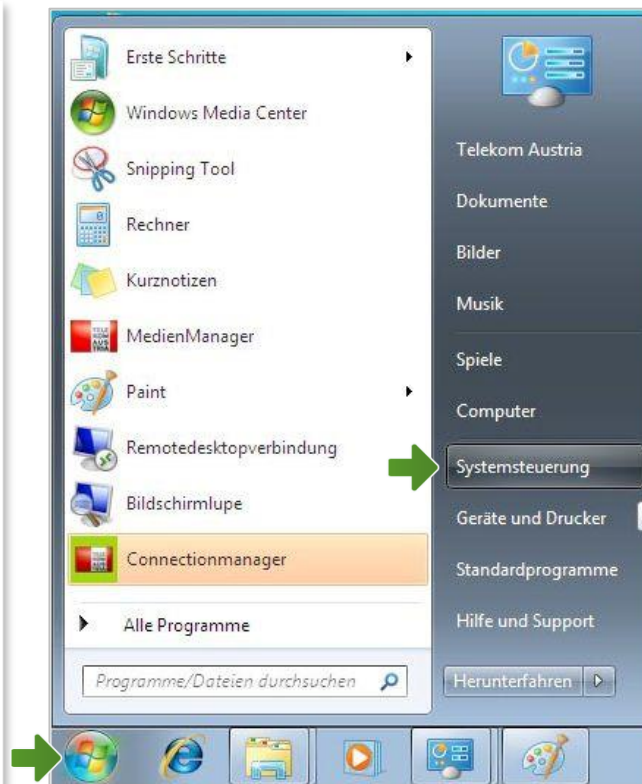 Erste Schritte
Windows Media Center
Snipping Tool
Rechner
Kurznotizen
MedienManager
Paint
Remotedesktopverbindung
Bildschirmlupe
Connectionmanager
Alle Programme
Programme/Dateien durchsuchen
Telekom Austria
Dokumente
Bilder
Musik
Spiele
Computer
Systemsteuerung
Geräte und Drucker
Standardprogramme
Hilfe und Support
Herunterfahren